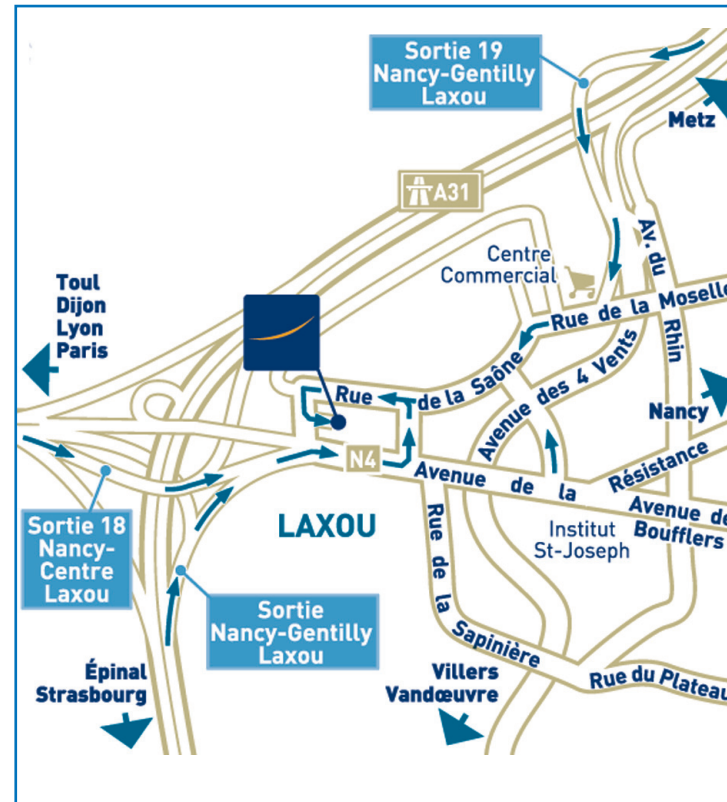 Sortie 19
Nancy-Gentilly
Laxou
Metz
A31
Av. du
Rhin
Centre
Commercial
Toul
Dijon
Lyon
Paris
Rue de la Moselle
Rue de la Saône
Avenue des 4 Vents
Nancy
N4
Avenue de la
Résistance
Avenue de
Boufflers
Sortie 18
Nancy-
Centre
Laxou
LAXOU
Institut
St-Joseph
Rue de la
Sapinière
Sortie
Nancy-Gentilly
Laxou
Épinal
Strasbourg
Villers
Vandœuvre
Rue du Plateau